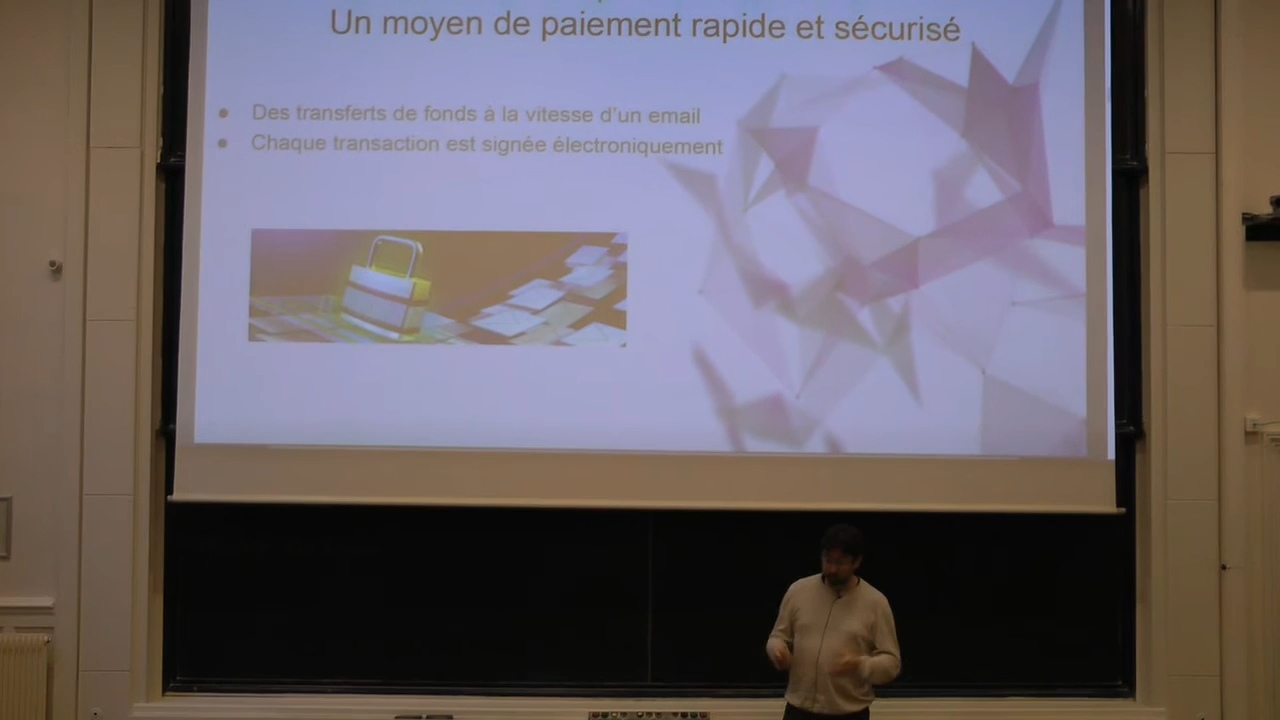 Un moyen de paiement rapide et sécurisé
Des transferts de fonds à la vitesse d'un email
Chaque transaction est signée électroniquement